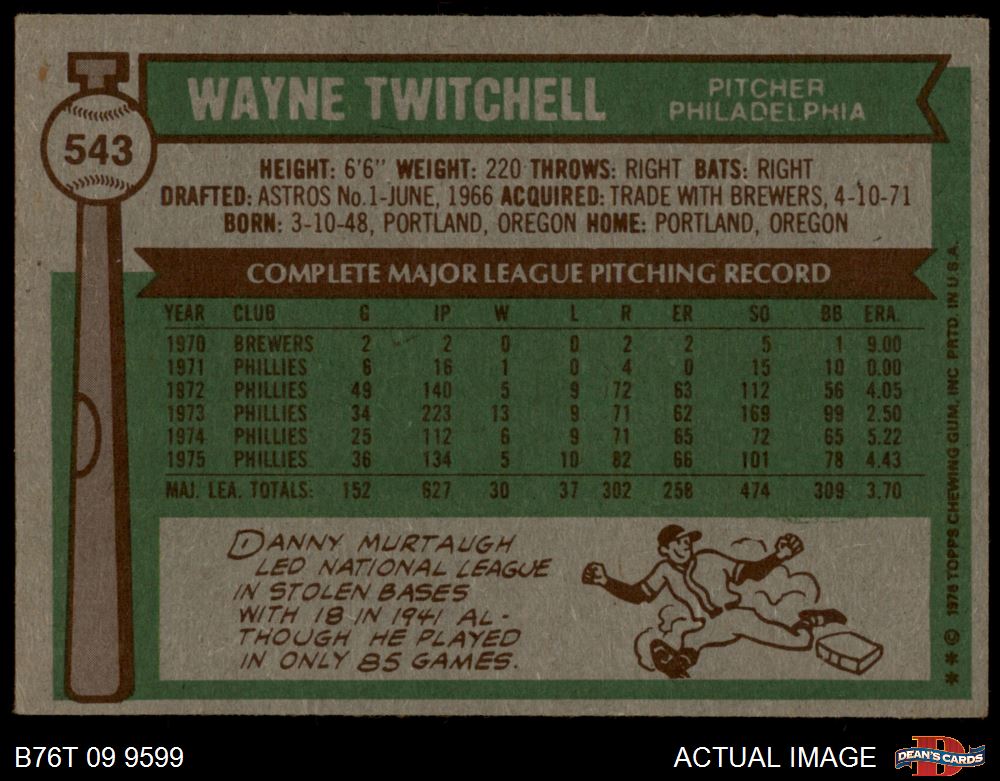 WAYNE TWITCHELL
PITCHER
PHILADELPHIA
543
HEIGHT: 6'6" WEIGHT: 220 THROWS: RIGHT BATS: RIGHT
DRAFTED: ASTROS No.1-JUNE, 1966 ACQUIRED: TRADE WITH BREWERS, 4-10-71
BORN: 3-10-48, PORTLAND, OREGON HOME: PORTLAND, OREGON
COMPLETE MAJOR LEAGUE PITCHING RECORD
YEAR CLUB G IP W L R ER SO BB ERA.
1970 BREWERS 2 2 0 0 2 2 5 1 9.00
1971 PHILLIES 6 16 1 0 4 0 15 10 0.00
1972 PHILLIES 49 140 5 9 72 63 112 56 4.05
1973 PHILLIES 34 223 13 9 71 62 169 99 2.50
1974 PHILLIES 25 112 6 9 71 65 72 65 5.22
1975 PHILLIES 36 134 5 10 82 66 101 78 4.43
MAJ. LEA. TOTALS: 152 627 30 37 302 258 474 309 3.70
DANNY MURTAUGH
LED NATIONAL LEAGUE
IN STOLEN BASES
WITH 18 IN 1941 AL-
THOUGH HE PLAYED
IN ONLY 85 GAMES.
* * © 1976 TOPPS CHEWING GUM, INC PRTD. IN U.S.A.
B76T 09 9599
ACTUAL IMAGE
D
DEAN'S CARDS